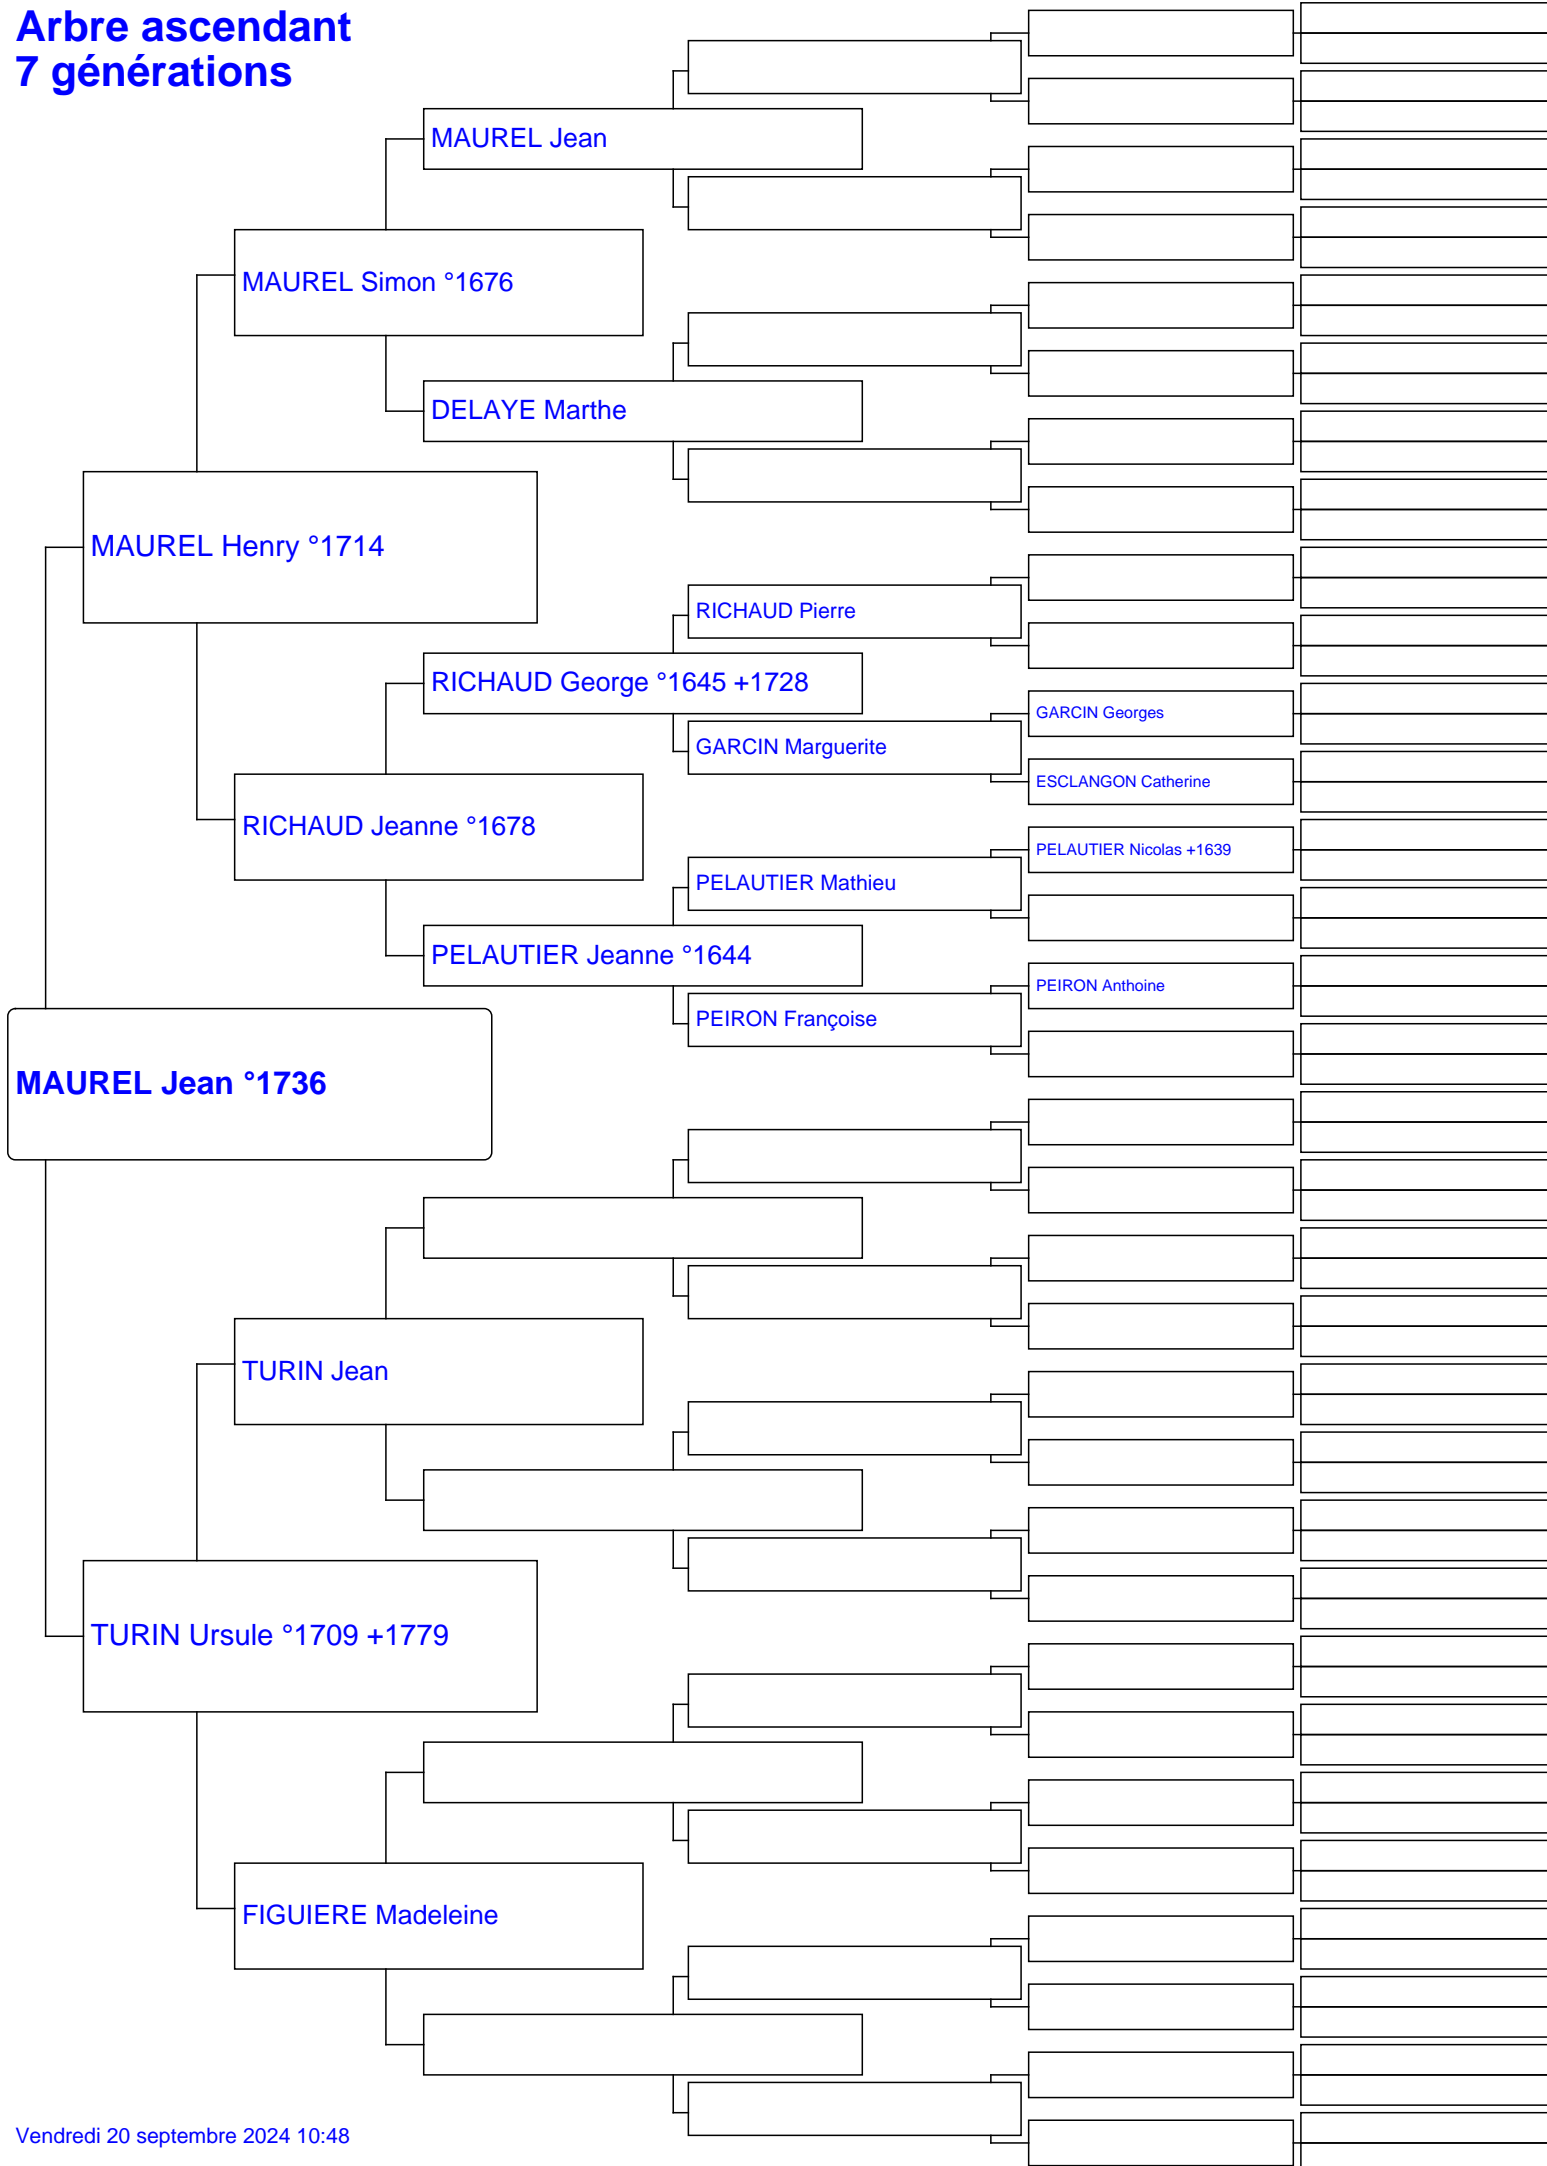 Arbre ascendant
7 générations
MAUREL Jean
MAUREL Simon °1676
DELAYE Marthe
MAUREL Henry °1714
RICHAUD Pierre
RICHAUD George °1645 +1728
GARCIN Georges
GARCIN Marguerite
ESCLANGON Catherine
RICHAUD Jeanne °1678
PELAUTIER Nicolas +1639
PELAUTIER Mathieu
PELAUTIER Jeanne °1644
PEIRON Anthoine
PEIRON Françoise
MAUREL Jean °1736
TURIN Jean
TURIN Ursule °1709 +1779
FIGUIERE Madeleine
Vendredi 20 septembre 2024 10:48